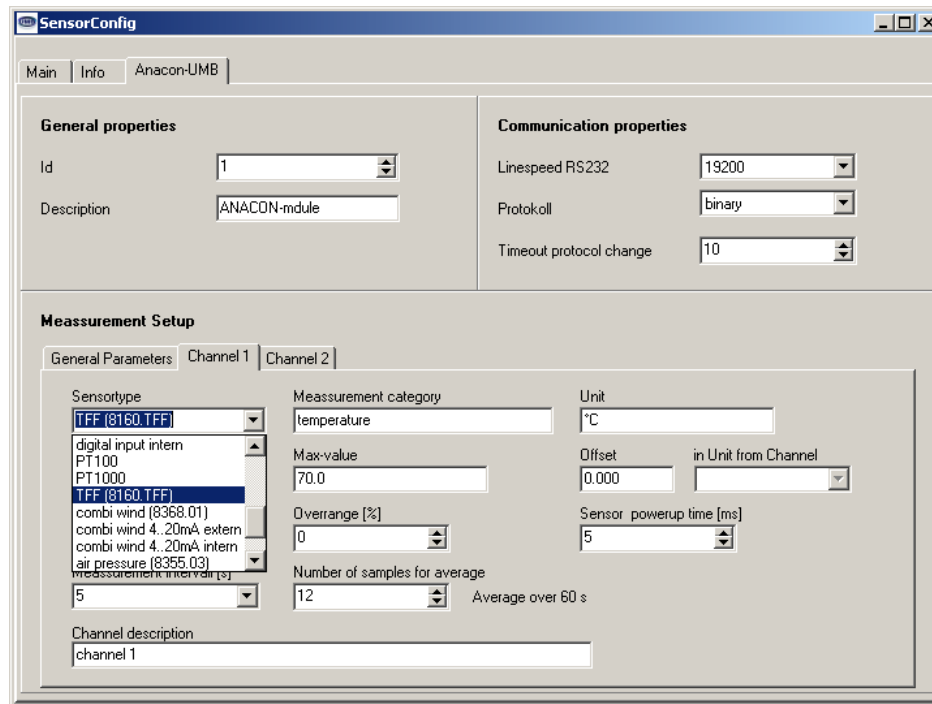 SensorConfig
Main Info Anacon-UMB
General properties
Id 1
Description ANACON-mdule
Communication properties
Linespeed RS232 19200
Protokoll binary
Timeout protocol change 10
Meassurement Setup
General Parameters Channel 1 Channel 2
Sensortype
TFF (8160.TFF)
digital input intern
PT100
PT1000
TFF (8160.TFF)
combi wind (8368.01)
combi wind 4..20mA extern
combi wind 4..20mA intern
air pressure (8355.03)
Meassurement category
temperature
Unit
°C
Max-value
70.0
Offset
0.000
in Unit from Channel
Overrange [%]
0
Sensor powerup time [ms]
5
Meassurement intervall [s]
5
Number of samples for average
12
Average over 60 s
Channel description
channel 1